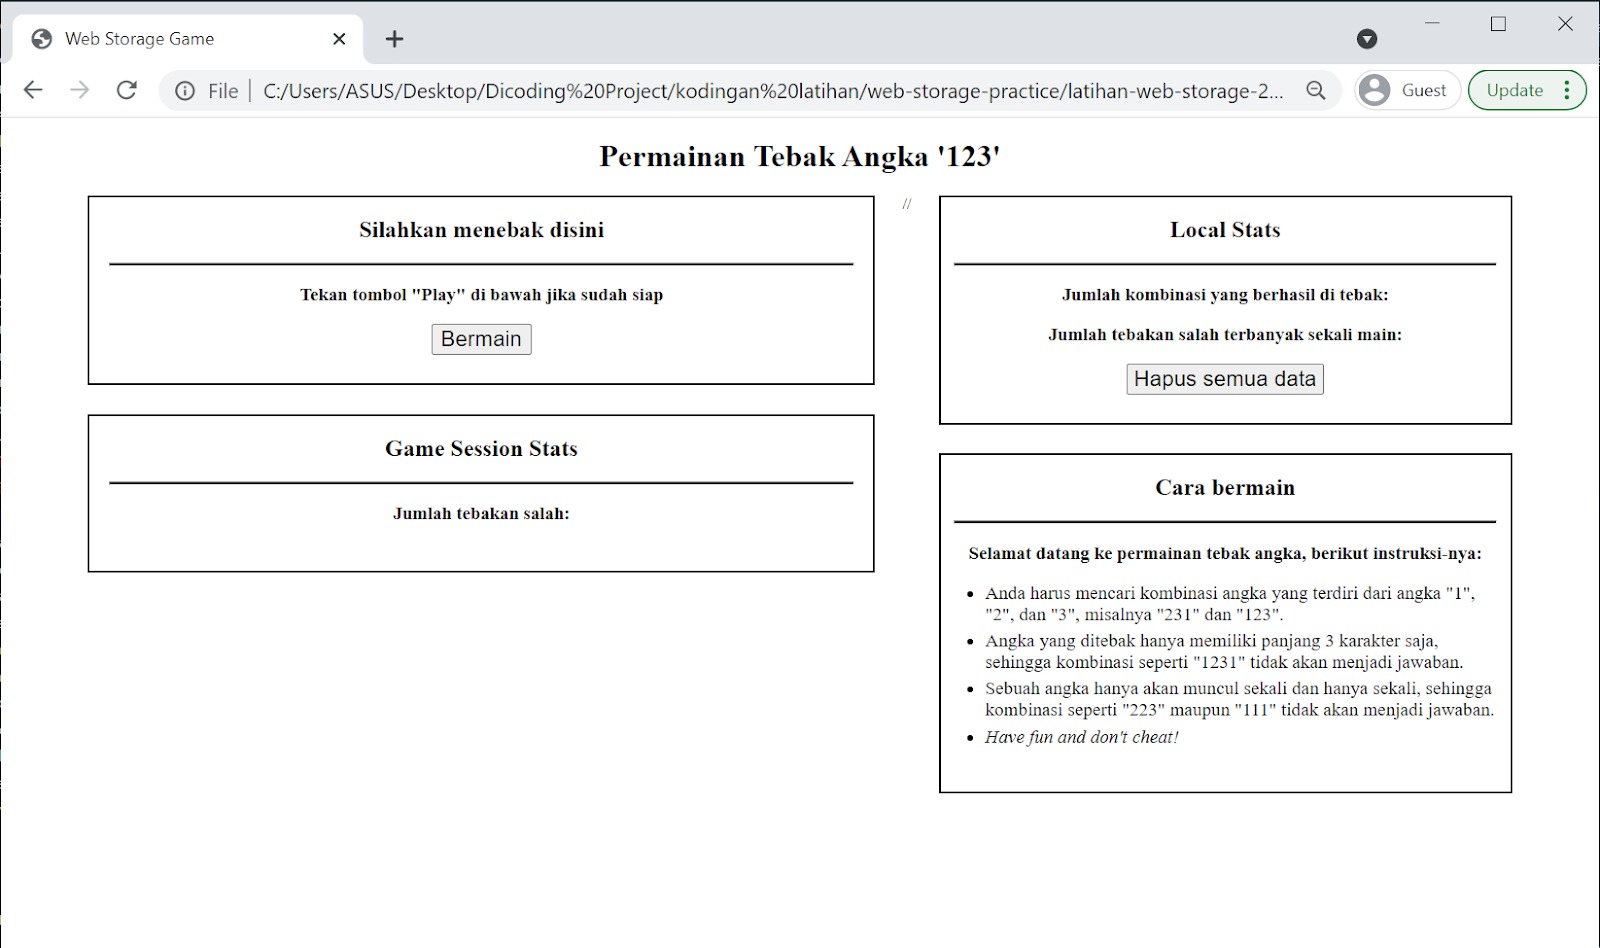 Web Storage Game
File
C:/Users/ASUS/Desktop/Dicoding%20Project/kodingan%20latihan/web-storage-practice/latihan-web-storage-2...
Guest
Update
Permainan Tebak Angka '123'
Silahkan menebak disini
Tekan tombol "Play" di bawah jika sudah siap
Bermain
Game Session Stats
Jumlah tebakan salah:
//
Local Stats
Jumlah kombinasi yang berhasil di tebak:
Jumlah tebakan salah terbanyak sekali main:
Hapus semua data
Cara bermain
Selamat datang ke permainan tebak angka, berikut instruksi-nya:
Anda harus mencari kombinasi angka yang terdiri dari angka "1",
"2", dan "3", misalnya "231" dan "123".
Angka yang ditebak hanya memiliki panjang 3 karakter saja,
sehingga kombinasi seperti "1231" tidak akan menjadi jawaban.
Sebuah angka hanya akan muncul sekali dan hanya sekali, sehingga
kombinasi seperti "223" maupun "111" tidak akan menjadi jawaban.
Have fun and don't cheat!